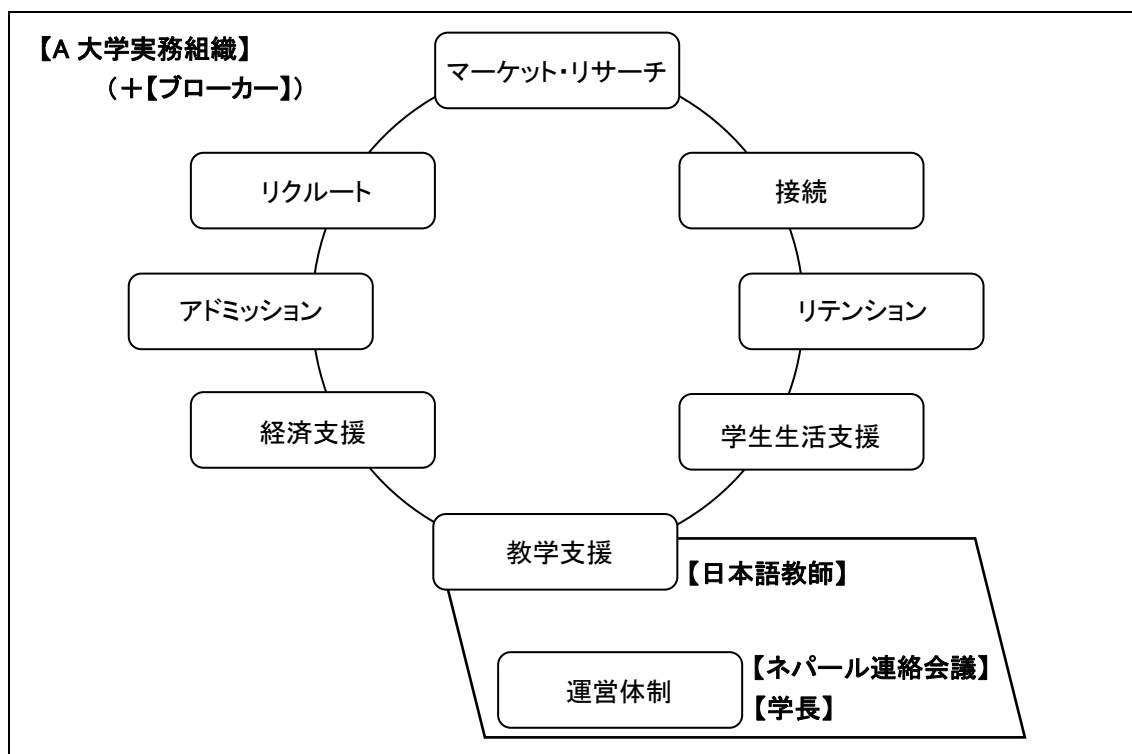 【A 大学実務組織】
（＋【ブローカー】）
マーケット・リサーチ
リクルート
接続
アドミッション
リテンション
経済支援
学生生活支援
教学支援
【日本語教師】
【ネパール連絡会議】
運営体制
【学長】